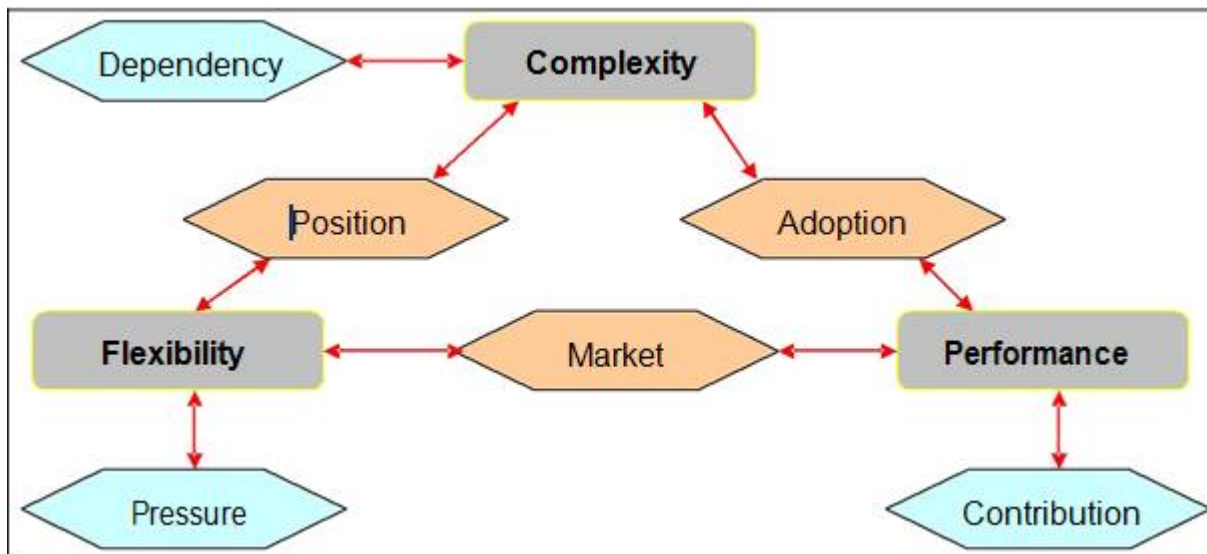 Dependency
Complexity
Position
Adoption
Flexibility
Market
Performance
Pressure
Contribution